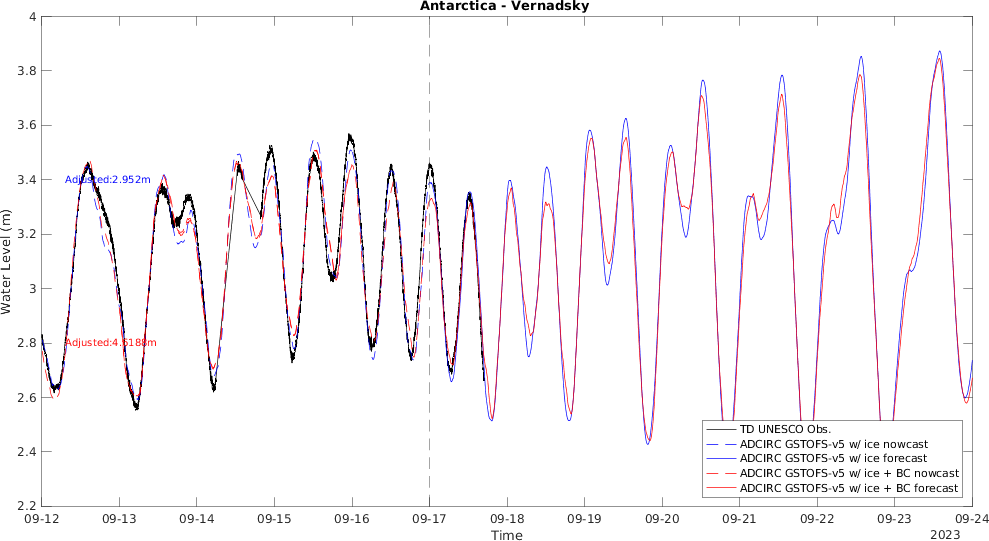 Antarctica - Vernadsky
4
3.8
3.6
3.4
3.2
3
2.8
2.6
2.4
2.2
Water Level (m)
Adjusted:2.952m
Adjusted:4.6188m
TD UNESCO Obs.
ADCIRC GSTOFS-v5 w/ ice nowcast
ADCIRC GSTOFS-v5 w/ ice forecast
ADCIRC GSTOFS-v5 w/ ice + BC nowcast
ADCIRC GSTOFS-v5 w/ ice + BC forecast
09-12 09-13 09-14 09-15 09-16 09-17 09-18 09-19 09-20 09-21 09-22 09-23 09-24
Time
2023